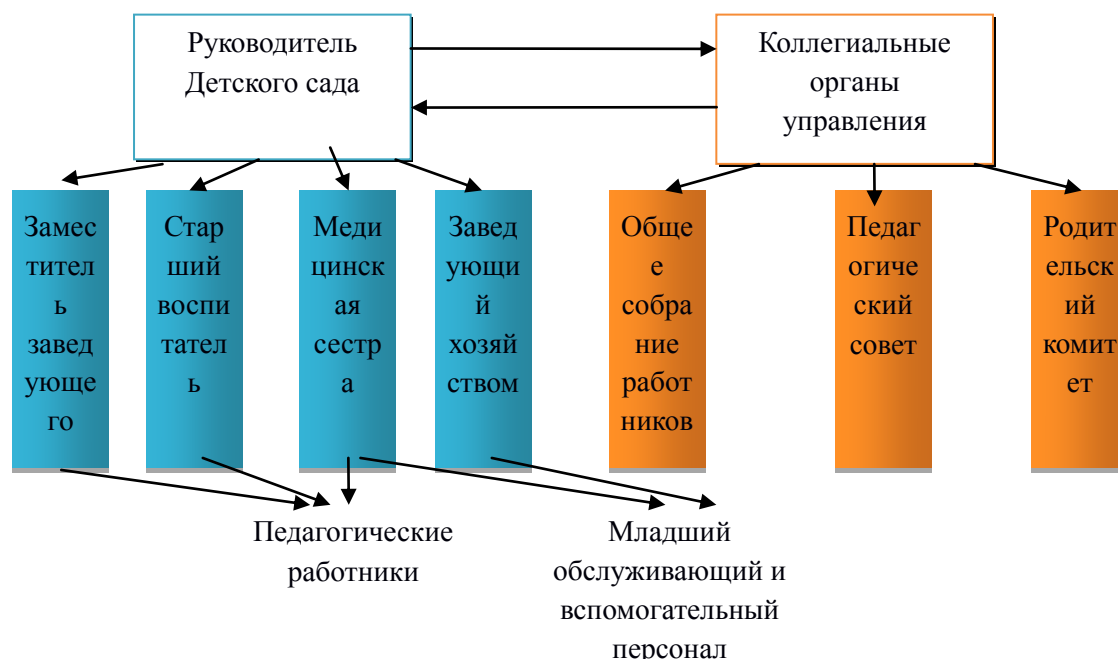 Руководитель
Детского сада
Коллегиальные
органы
управления
Замес
тител
ь
завед
ующе
го
Стар
ший
воспи
тател
ь
Меди
цинск
ая
сестр
а
Завед
ующи
й
хозяй
ством
Обще
е
собра
ние
работ
ников
Педаг
огиче
ский
совет
Родит
ельск
ий
комит
ет
Педагогические
работники
Младший
обслуживающий и
вспомогательный
персонал